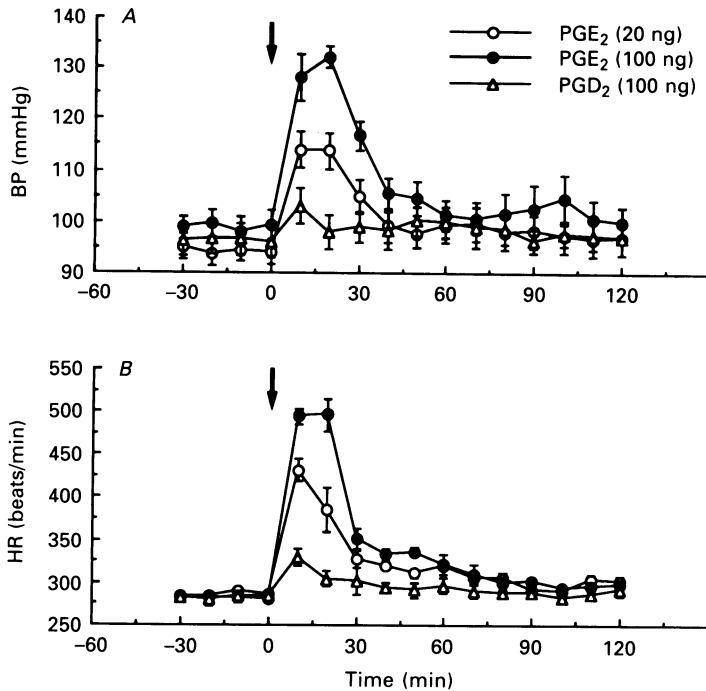 A
PGE₂ (20 ng)
PGE₂ (100 ng)
PGD₂ (100 ng)
BP (mmHg)
140
130
120
110
100
90
−60 −30 0 30 60 90 120
B
HR (beats/min)
550
500
450
400
350
300
250
−60 −30 0 30 60 90 120
Time (min)